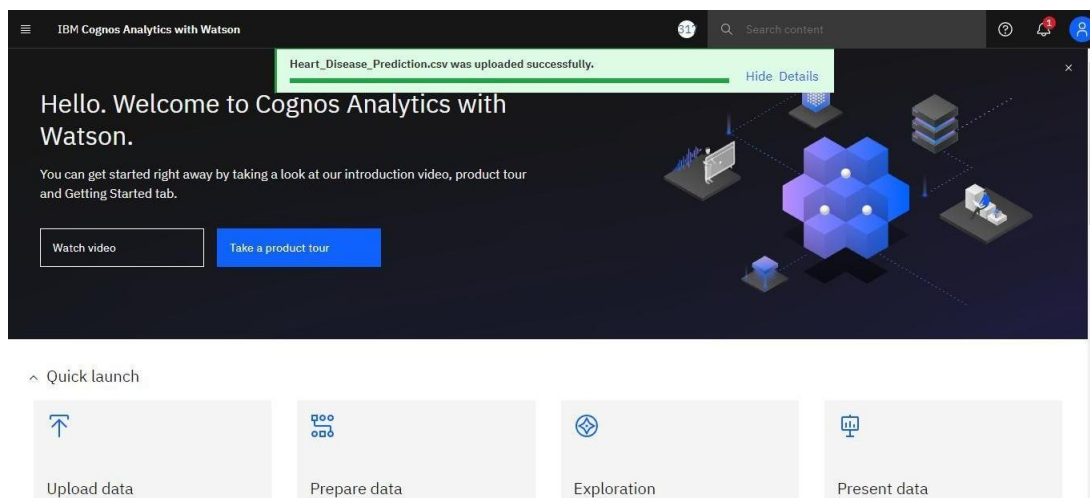 IBM Cognos Analytics with Watson
Search content
1
Heart_Disease_Prediction.csv was uploaded successfully.
Hide Details
Hello. Welcome to Cognos Analytics with
Watson.
You can get started right away by taking a look at our introduction video, product tour
and Getting Started tab.
Watch video
Take a product tour
Quick launch
Upload data
Prepare data
Exploration
Present data